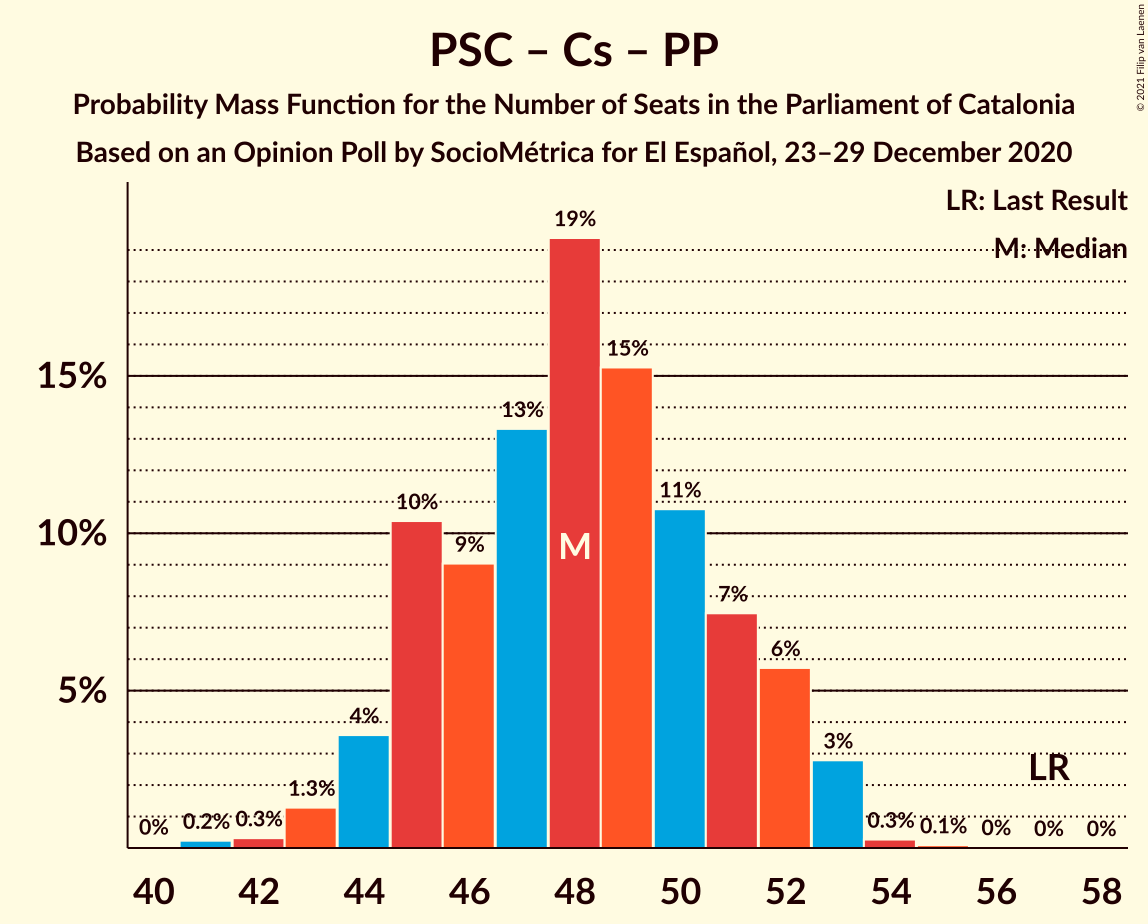 PSC – Cs – PP
Probability Mass Function for the Number of Seats in the Parliament of Catalonia
Based on an Opinion Poll by SocioMétrica for El Español, 23–29 December 2020
© 2021 Filip van Laenen
LR: Last Result
M: Median
19%
15%
15%
13%
11%
10%
10%
9%
M
7%
6%
5%
4%
3%
LR
1.3%
0%
0.2%
0.3%
0.3%
0.1%
0%
0%
0%
40 42 44 46 48 50 52 54 56 58